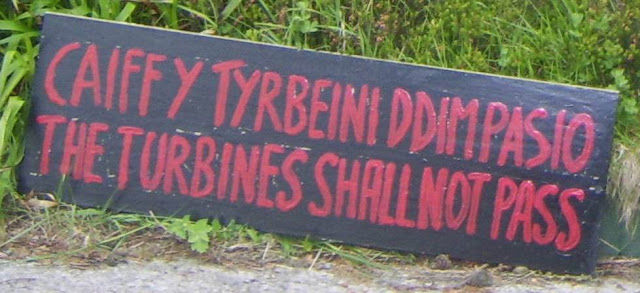 CAIFF Y TYRBEINI DDIM PASIO
THE TURBINES SHALL NOT PASS